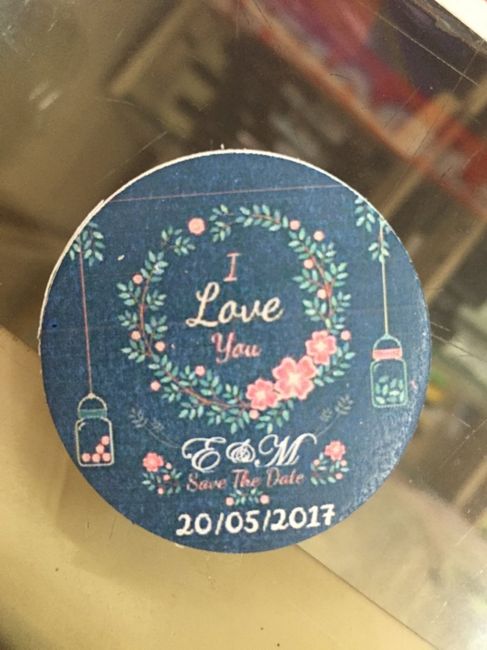 I
Love
You
E&M
Save The Date
20/05/2017